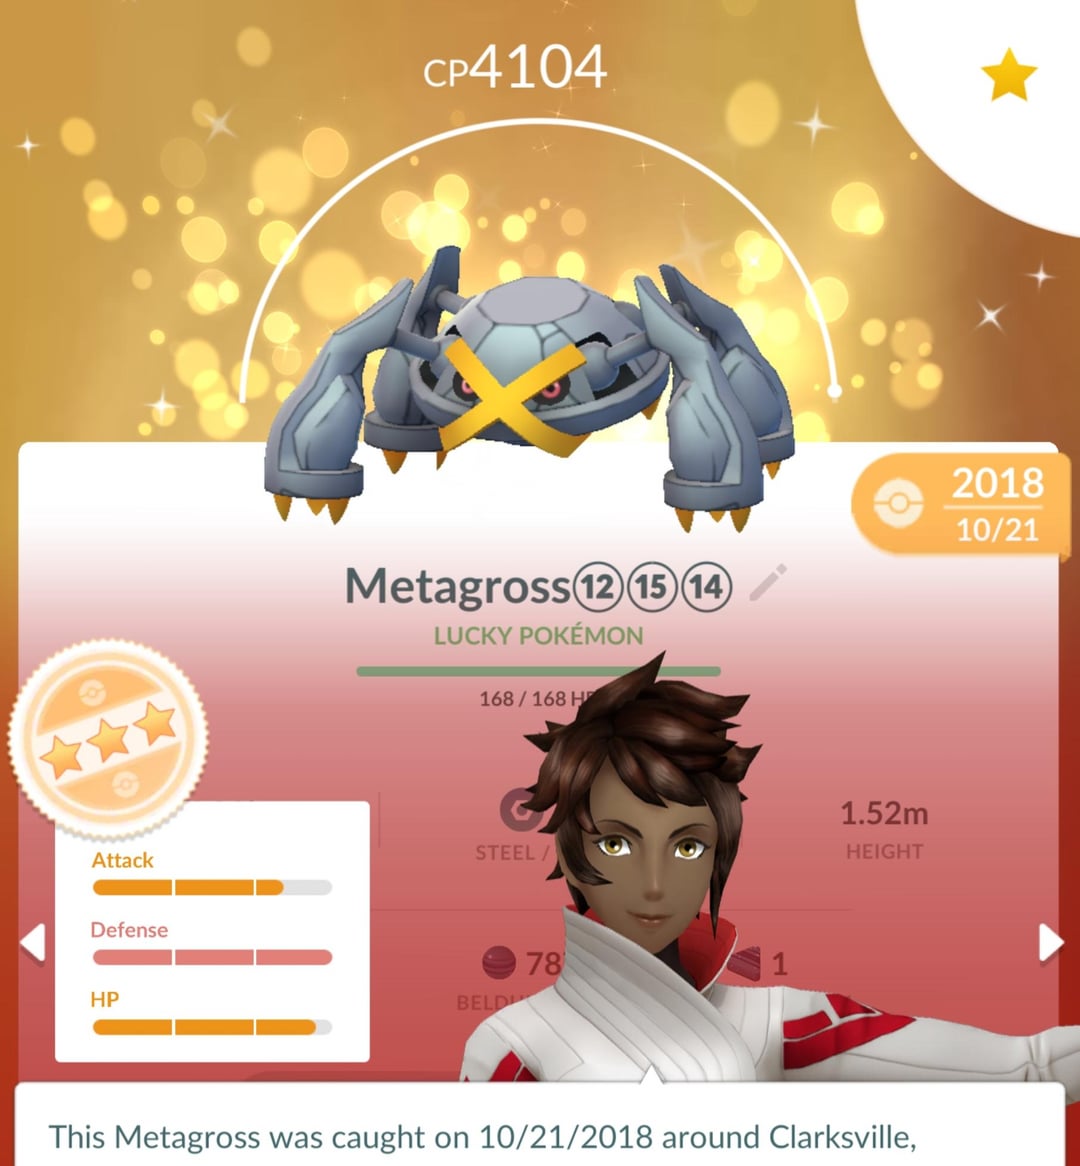 CP4104
2018
10/21
Metagross⑫⑮⑭
LUCKY POKÉMON
168 / 168
STEEL /
1.52m
HEIGHT
Attack
Defense
HP
1
This Metagross was caught on 10/21/2018 around Clarksville,